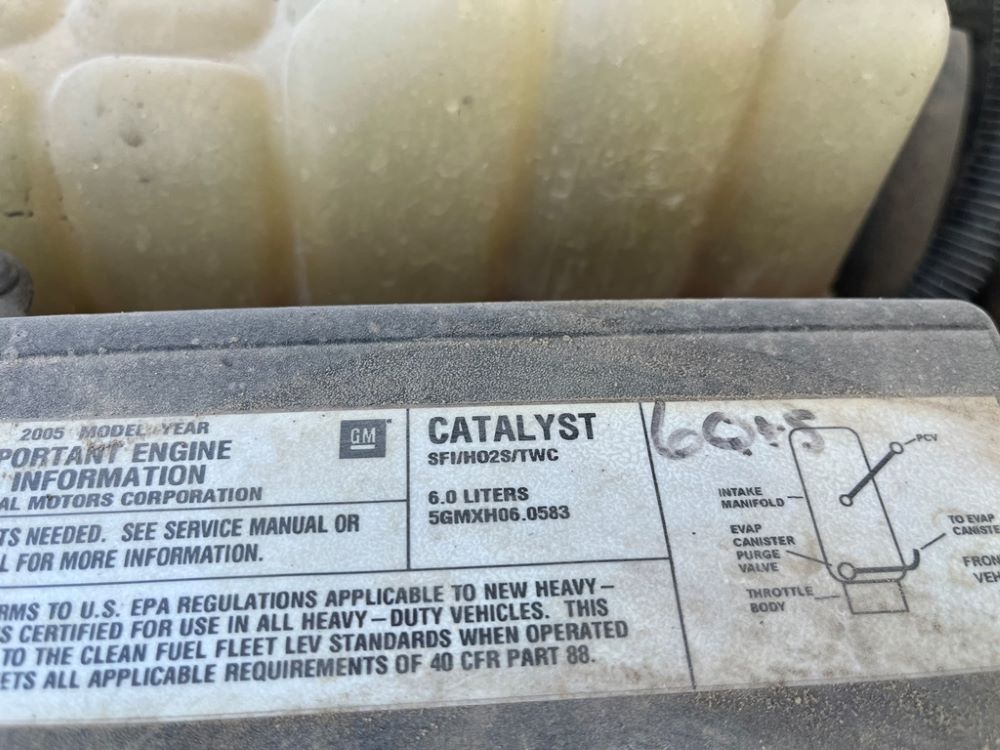 2005 MODEL YEAR
PORTANT ENGINE
INFORMATION
AL MOTORS CORPORATION
GM
TS NEEDED. SEE SERVICE MANUAL OR
L FOR MORE INFORMATION.
CATALYST
SFI/HO2S/TWC
6.0 LITERS
5GMXH06.0583
RMS TO U.S. EPA REGULATIONS APPLICABLE TO NEW HEAVY-
S CERTIFIED FOR USE IN ALL HEAVY-DUTY VEHICLES. THIS
TO THE CLEAN FUEL FLEET LEV STANDARDS WHEN OPERATED
ETS ALL APPLICABLE REQUIREMENTS OF 40 CFR PART 88.
PCV
INTAKE
MANIFOLD
EVAP
CANISTER
PURGE
VALVE
THROTTLE
BODY
TO EVAP
CANISTE
FRON
VEH